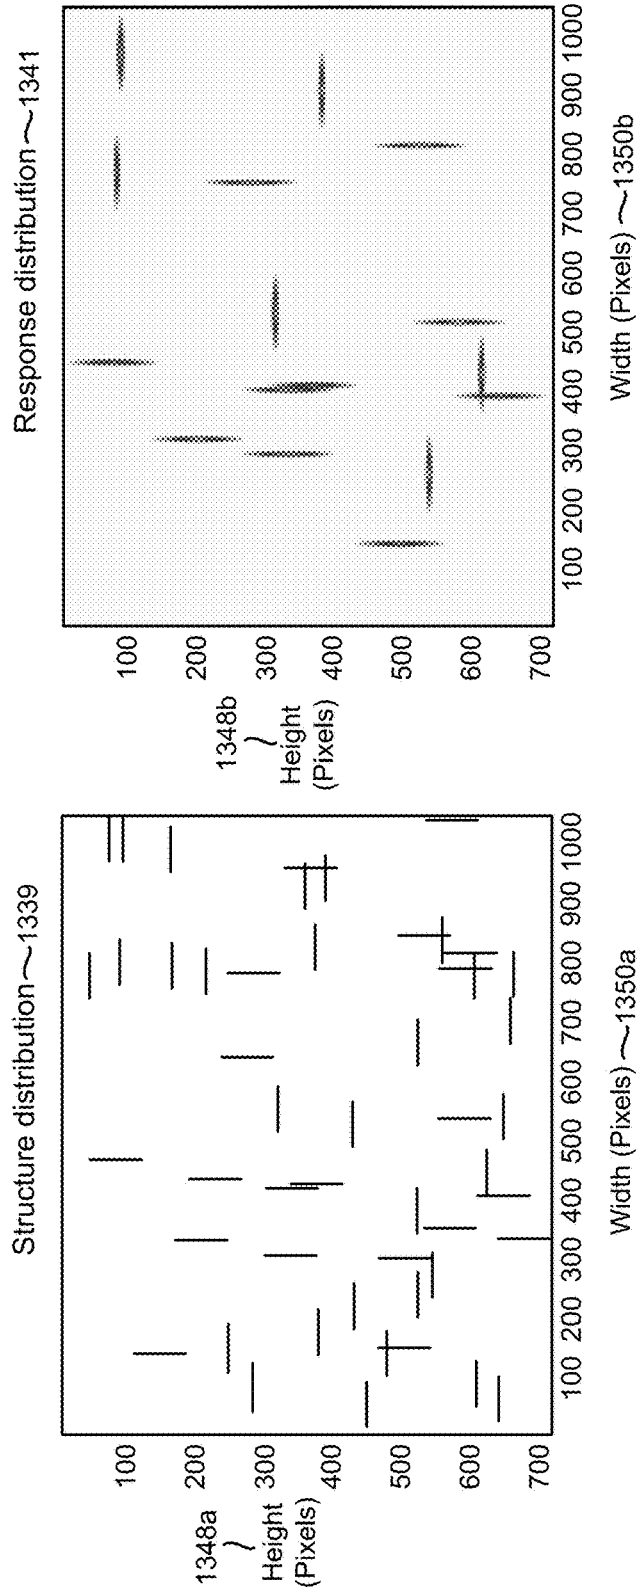 Structure distribution ~1339
1348a
Height
(Pixels)
100
200
300
400
500
600
700
100 200 300 400 500 600 700 800 900 1000
Width (Pixels) ~1350a
Response distribution ~1341
1348b
Height
(Pixels)
100
200
300
400
500
600
700
100 200 300 400 500 600 700 800 900 1000
Width (Pixels) ~1350b